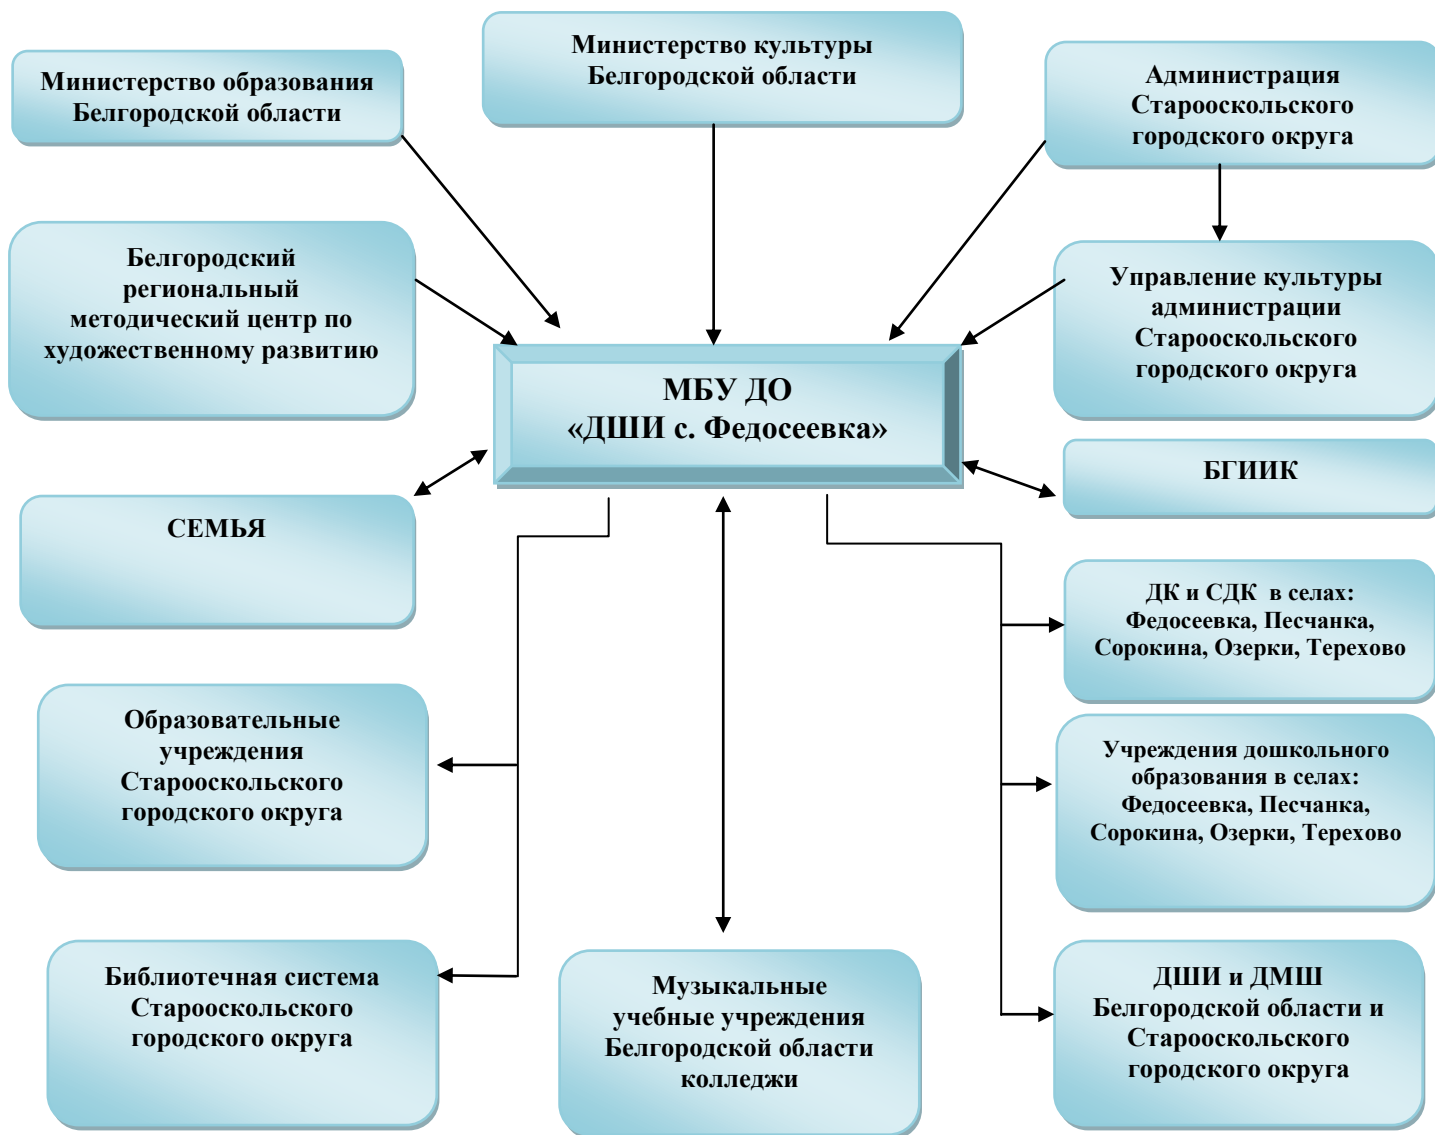 Министерство образования
Белгородской области
Министерство культуры
Белгородской области
Администрация
Старооскольского
городского округа
Белгородский
региональный
методический центр по
художественному развитию
Управление культуры
администрации
Старооскольского
городского округа
МБУ ДО
«ДШИ с. Федосеевка»
СЕМЬЯ
БГИИК
ДК и СДК в селах:
Федосеевка, Песчанка,
Сорокина, Озерки, Терехово
Образовательные
учреждения
Старооскольского
городского округа
Учреждения дошкольного
образования в селах:
Федосеевка, Песчанка,
Сорокина, Озерки, Терехово
Библиотечная система
Старооскольского
городского округа
Музыкальные
учебные учреждения
Белгородской области
колледжи
ДШИ и ДМШ
Белгородской области и
Старооскольского
городского округа